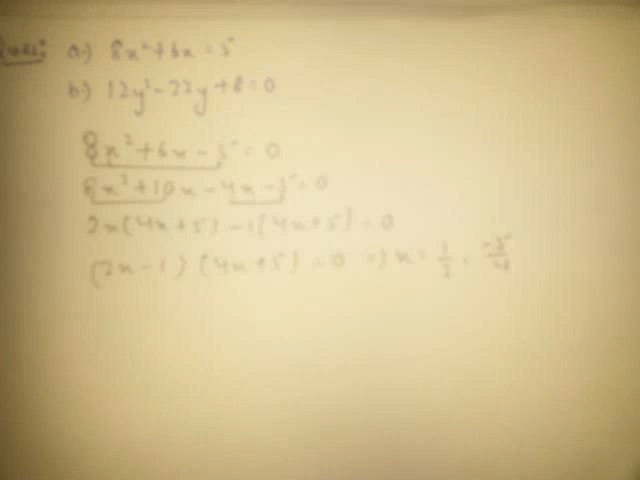 Ques: a.) 8x² + 6x = 5
b.) 12y² - 22y + 8 = 0
8x² + 6x - 5 = 0
8x² + 10x - 4x - 5 = 0
2x(4x + 5) - 1(4x + 5) = 0
(2x - 1) (4x + 5) = 0 => x = 1/2, -5/4